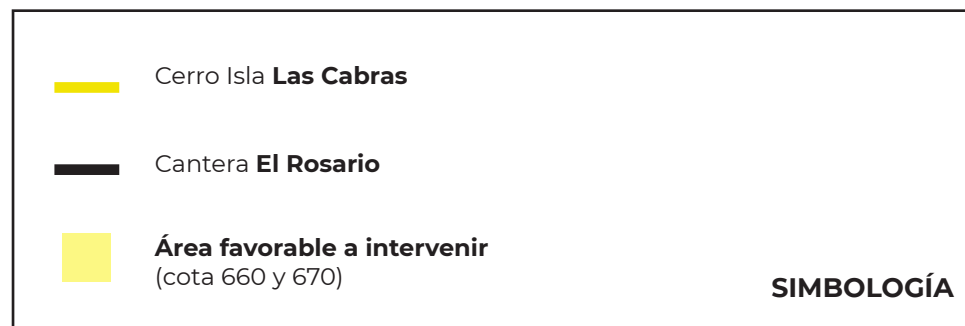 Cerro Isla Las Cabras
Cantera El Rosario
Área favorable a intervenir
(cota 660 y 670)
SIMBOLOGÍA